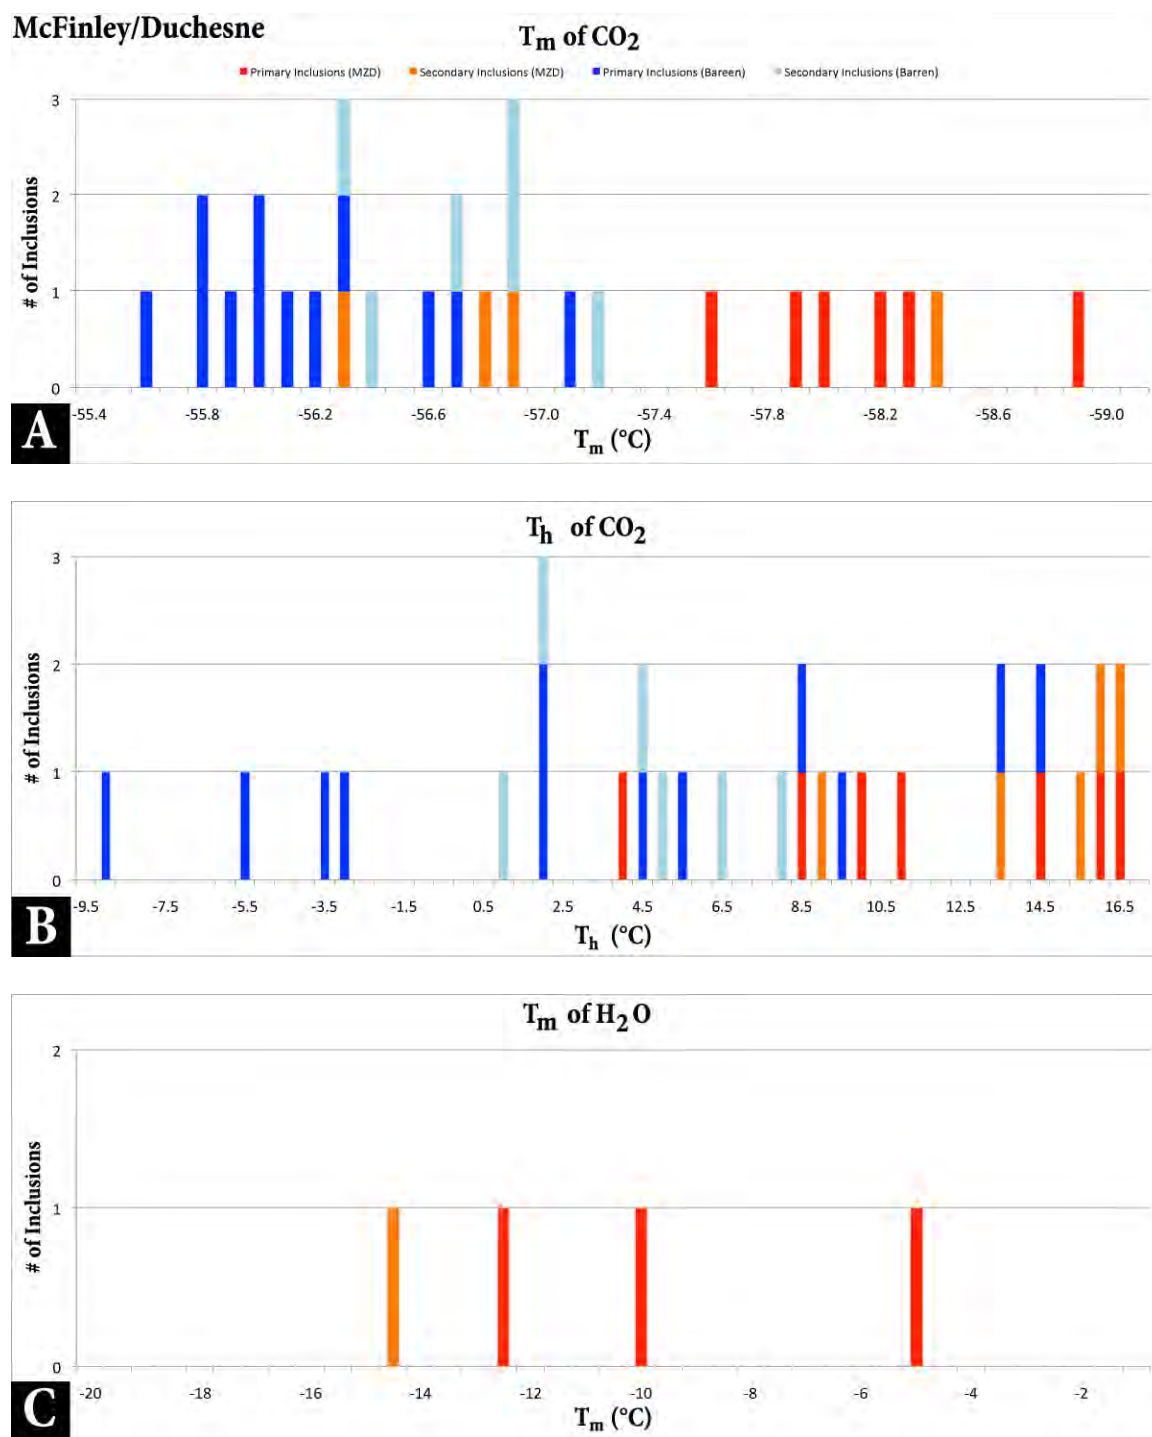 McFinley/Duchesne
Tm of CO2
Primary Inclusions (MZD) Secondary Inclusions (MZD) Primary Inclusions (Bareen) Secondary Inclusions (Barren)
3
2
1
0
# of Inclusions
-55.4 -55.8 -56.2 -56.6 -57.0 -57.4 -57.8 -58.2 -58.6 -59.0
Tm (°C)
A
Th of CO2
3
2
1
0
# of Inclusions
-9.5 -7.5 -5.5 -3.5 -1.5 0.5 2.5 4.5 6.5 8.5 10.5 12.5 14.5 16.5
Th (°C)
B
Tm of H2O
2
1
0
# of Inclusions
-20 -18 -16 -14 -12 -10 -8 -6 -4 -2
Tm (°C)
C